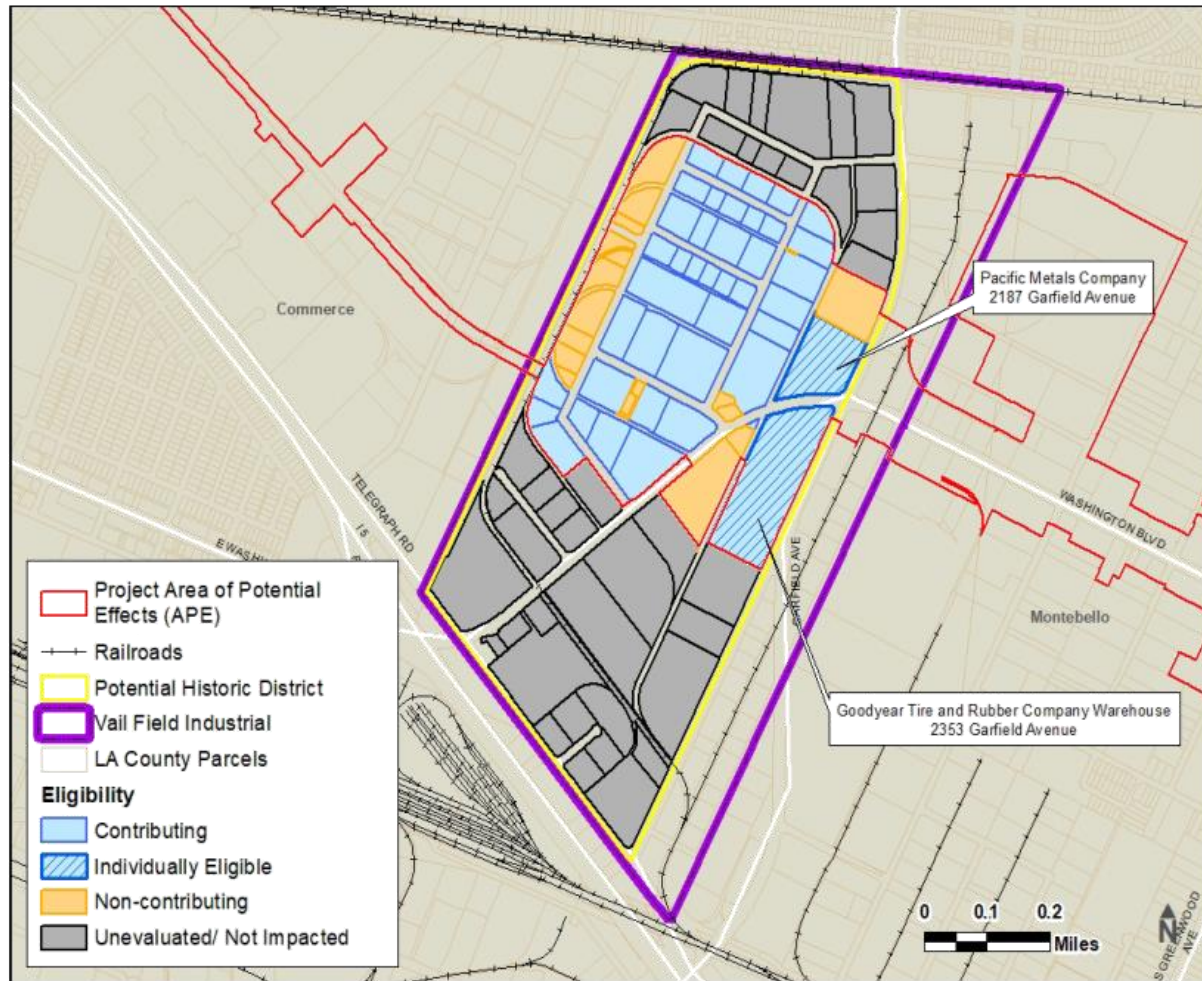 Pacific Metals Company
2187 Garfield Avenue
Commerce
TELEGRAPH RD
I 5
WASHINGTON BLVD
GARFIELD AVE
Montebello
Goodyear Tire and Rubber Company Warehouse
2353 Garfield Avenue
Project Area of Potential
Effects (APE)
Railroads
Potential Historic District
Vail Field Industrial
LA County Parcels
Eligibility
Contributing
Individually Eligible
Non-contributing
Unevaluated/ Not Impacted
0 0.1 0.2
Miles
N
S GREENWOOD
AVE